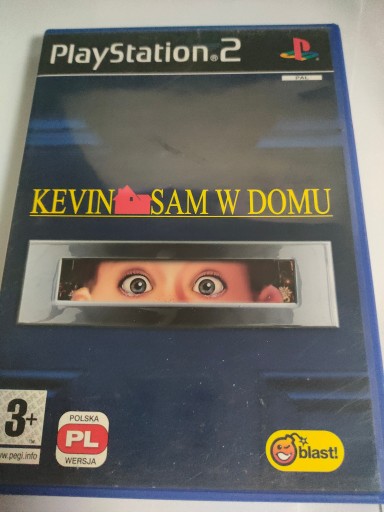 PlayStation®2
PAL
KEVIN SAM W DOMU
3+
www.pegi.info
POLSKA
PL
WERSJA
blast!